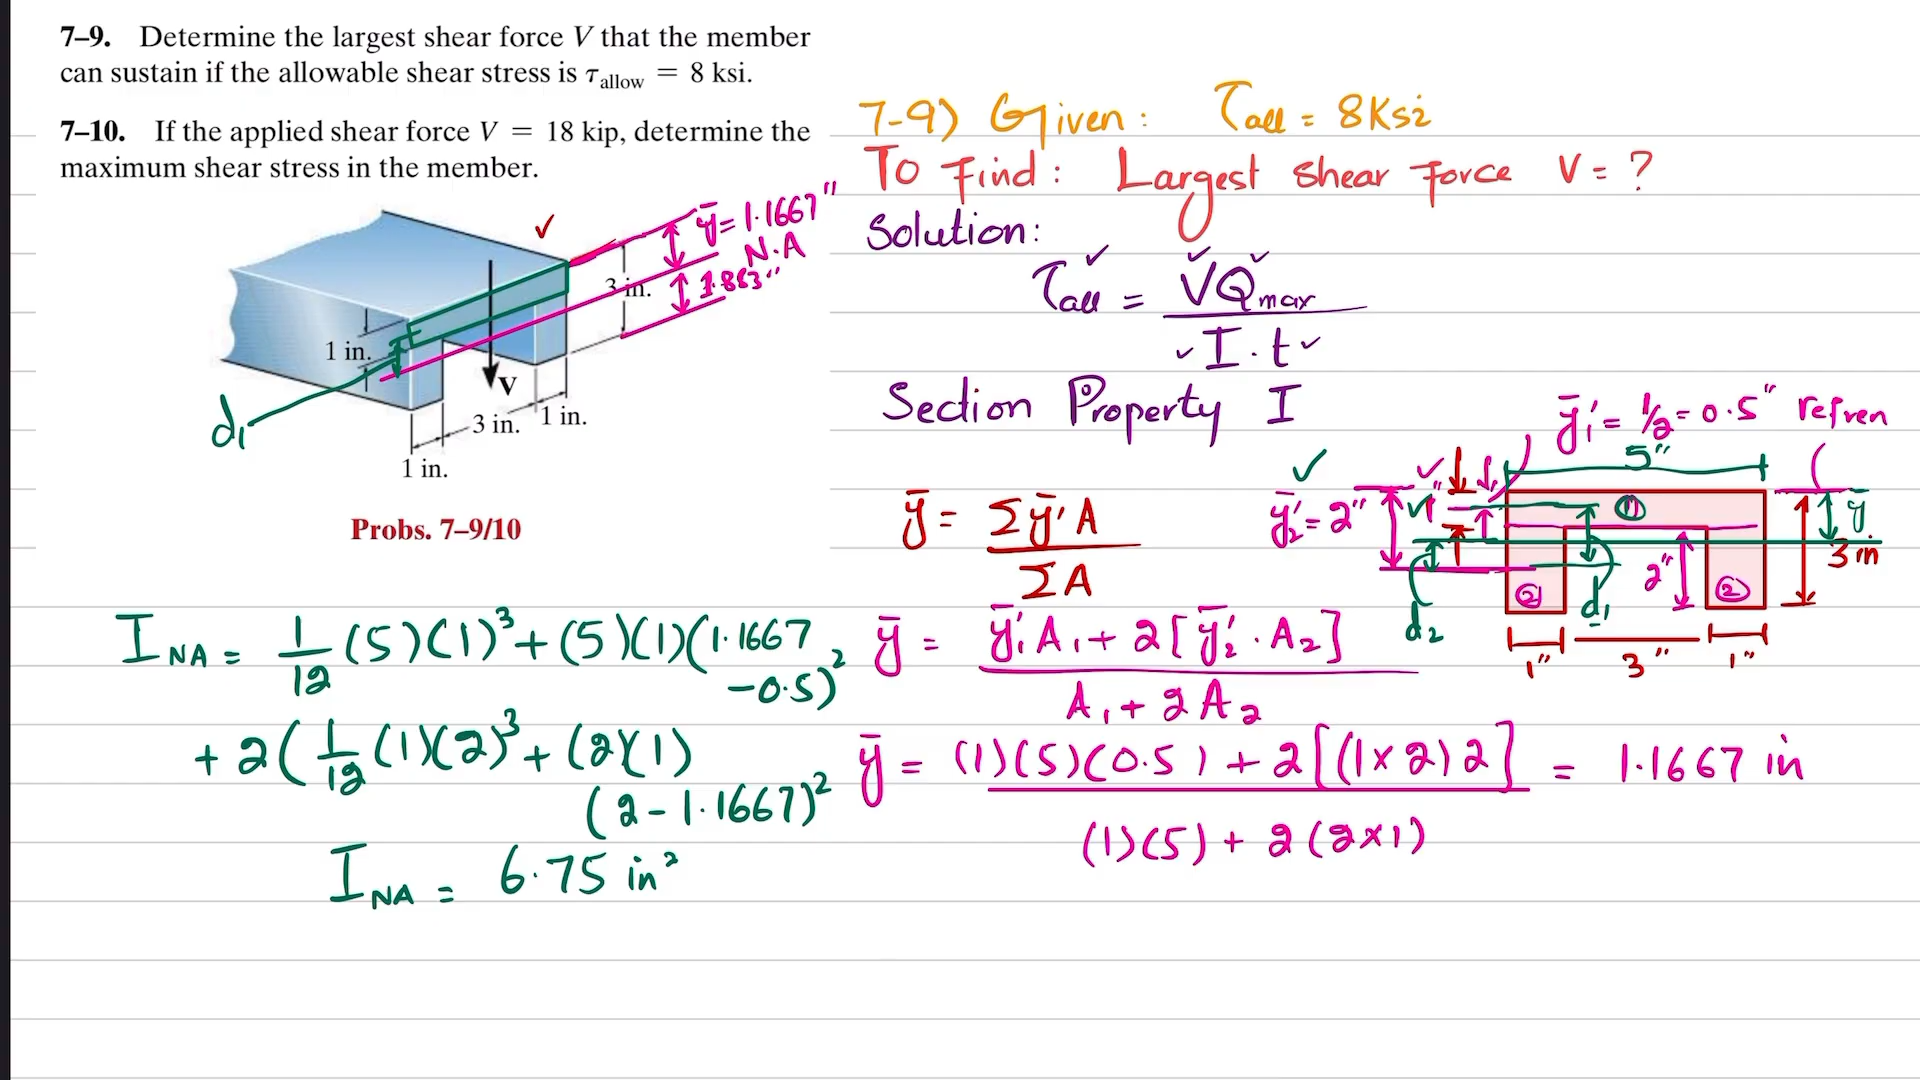 7–9. Determine the largest shear force V that the member
can sustain if the allowable shear stress is τallow = 8 ksi.
7–10. If the applied shear force V = 18 kip, determine the
maximum shear stress in the member.
ȳ = 1.1667"
N.A
1.883"
3 in.
1 in.
d1
V
3 in.
1 in.
1 in.
Probs. 7–9/10
7-9) Given: τall = 8Ksi
To Find: Largest Shear Force V = ?
Solution:
τall = VQmax / I.t
Section Property I
ȳ = Σȳ'A / ΣA
ȳ1' = 1/2 = 0.5" refren
5"
ȳ2' = 2"
1"
1
ȳ
3 in
2"
2
2
d1
d2
1"
3"
1"
ȳ = ȳ1'A1 + 2[ȳ2'.A2] / A1 + 2A2
ȳ = (1)(5)(0.5) + 2[(1x2)2] / (1)(5) + 2(2x1) = 1.1667 in
INA = 1/12 (5)(1)³ + (5)(1)(1.1667
-0.5)²
+ 2(1/12 (1)(2)³ + (2)(1)
(2-1.1667)²
INA = 6.75 in²